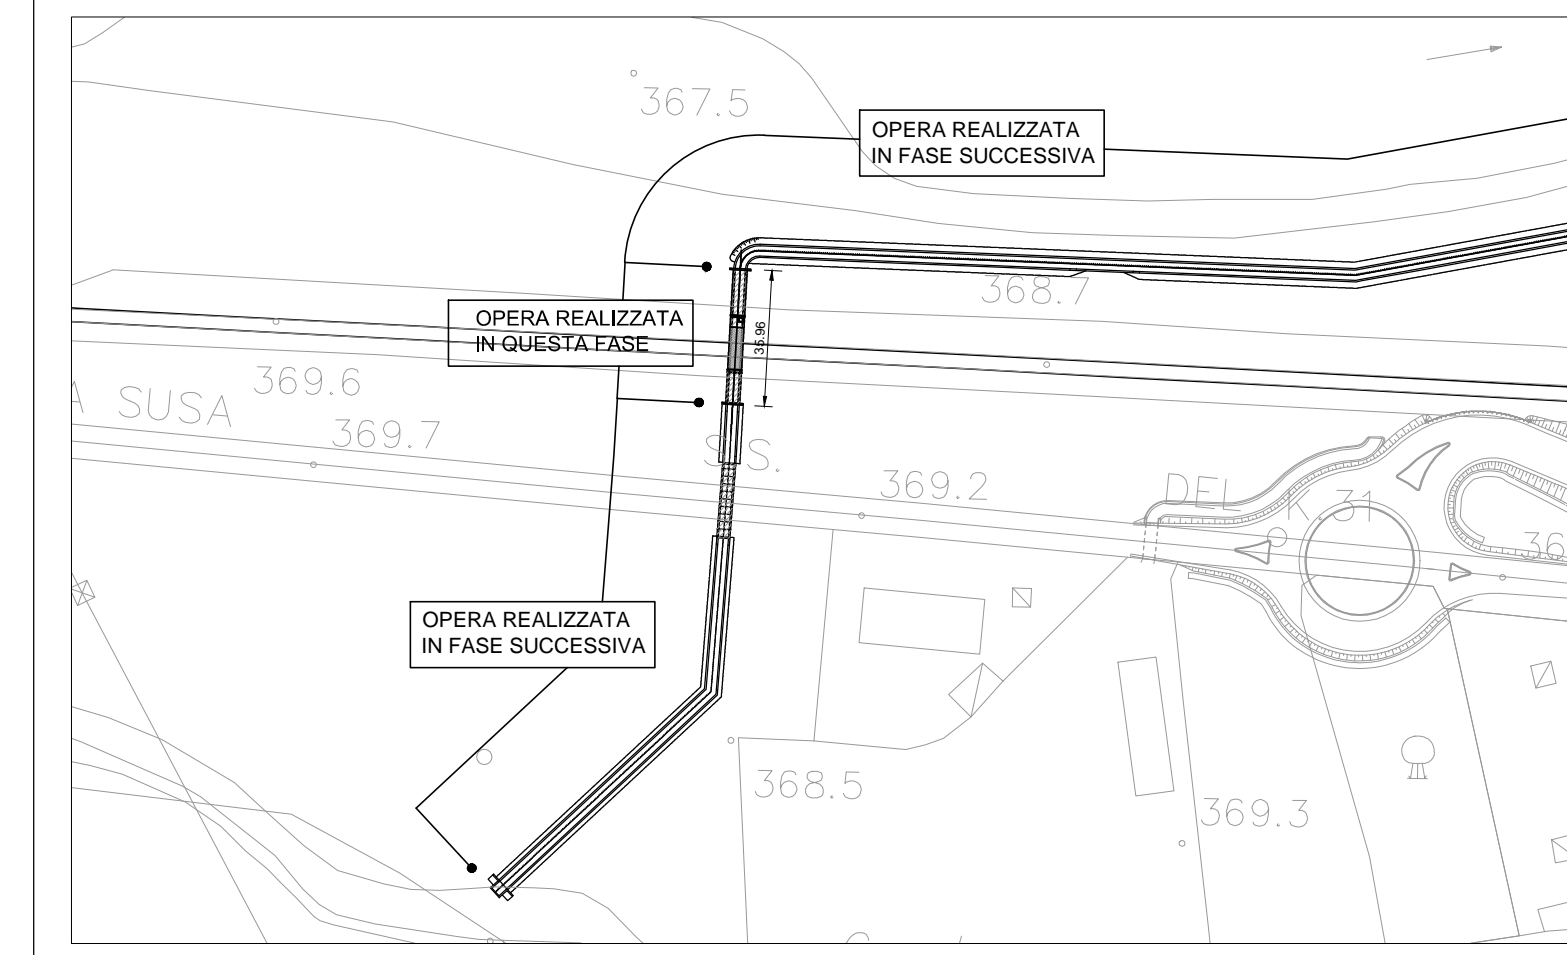 367.5
OPERA REALIZZATA
IN FASE SUCCESSIVA
368.7
OPERA REALIZZATA
IN QUESTA FASE
35.96
369.6
A SUSA
369.7
S.S.
369.2
DEL K.31
36
OPERA REALIZZATA
IN FASE SUCCESSIVA
368.5
369.3